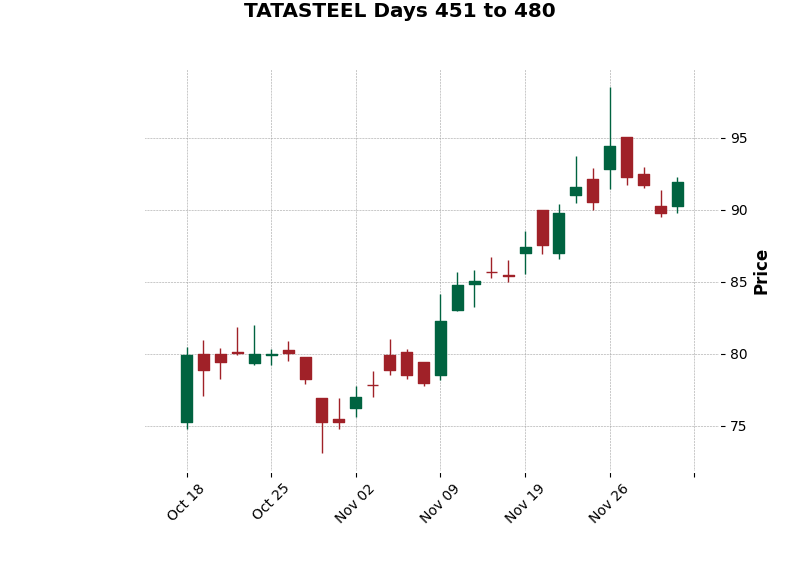 TATASTEEL Days 451 to 480
95
90
85
80
75
Price
Oct 18
Oct 25
Nov 02
Nov 09
Nov 19
Nov 26